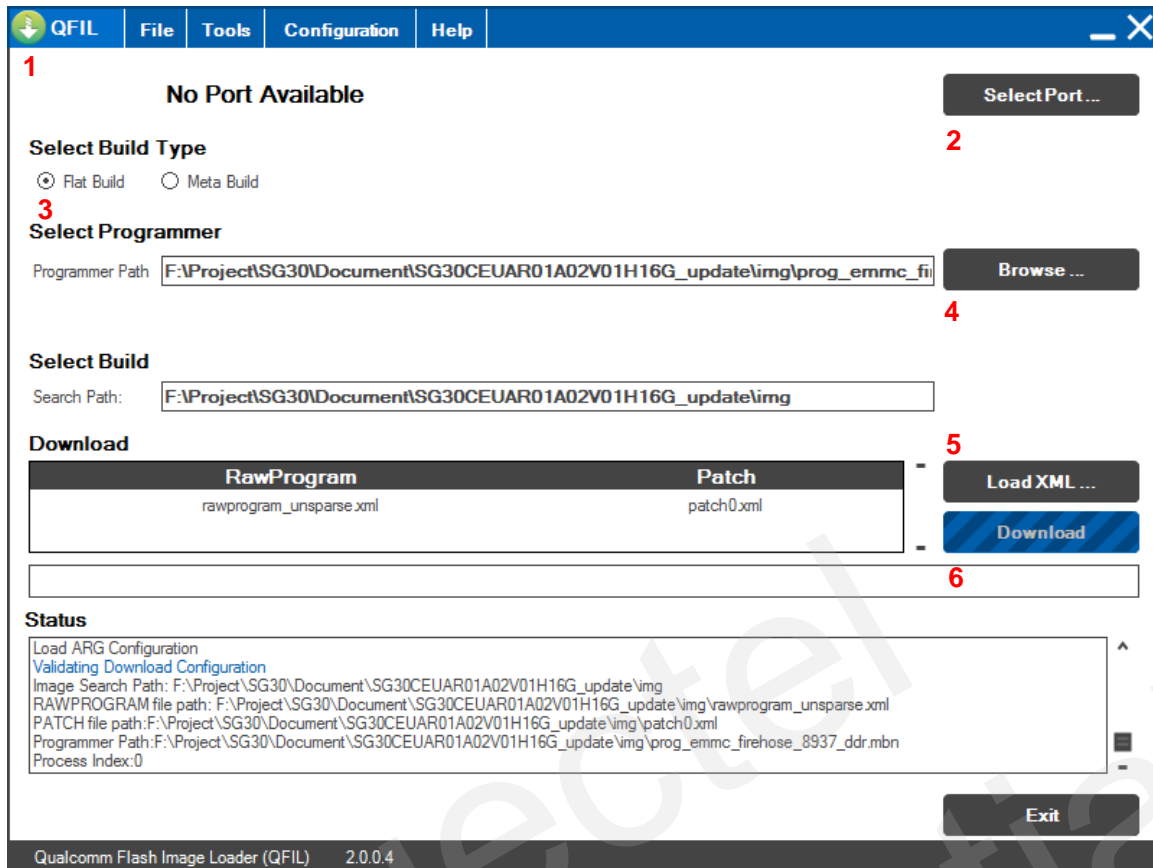 QFIL File Tools Configuration Help
1
No Port Available Select Port ...
2
Select Build Type
Flat Build Meta Build
3
Select Programmer
Programmer Path F:\Project\SG30\Document\SG30CEUAR01A02V01H16G_update\img\prog_emmc_fi Browse ...
4
Select Build
Search Path: F:\Project\SG30\Document\SG30CEUAR01A02V01H16G_update\img
Download
5
RawProgram Patch
Load XML ...
rawprogram_unsparse.xml patch0.xml
Download
6
Status
Load ARG Configuration
Validating Download Configuration
Image Search Path: F:\Project\SG30\Document\SG30CEUAR01A02V01H16G_update\img
RAWPROGRAM file path: F:\Project\SG30\Document\SG30CEUAR01A02V01H16G_update\img\rawprogram_unsparse.xml
PATCH file path:F:\Project\SG30\Document\SG30CEUAR01A02V01H16G_update\img\patch0.xml
Programmer Path:F:\Project\SG30\Document\SG30CEUAR01A02V01H16G_update\img\prog_emmc_firehose_8937_ddr.mbn
Process Index:0
Exit
Qualcomm Flash Image Loader (QFIL) 2.0.0.4